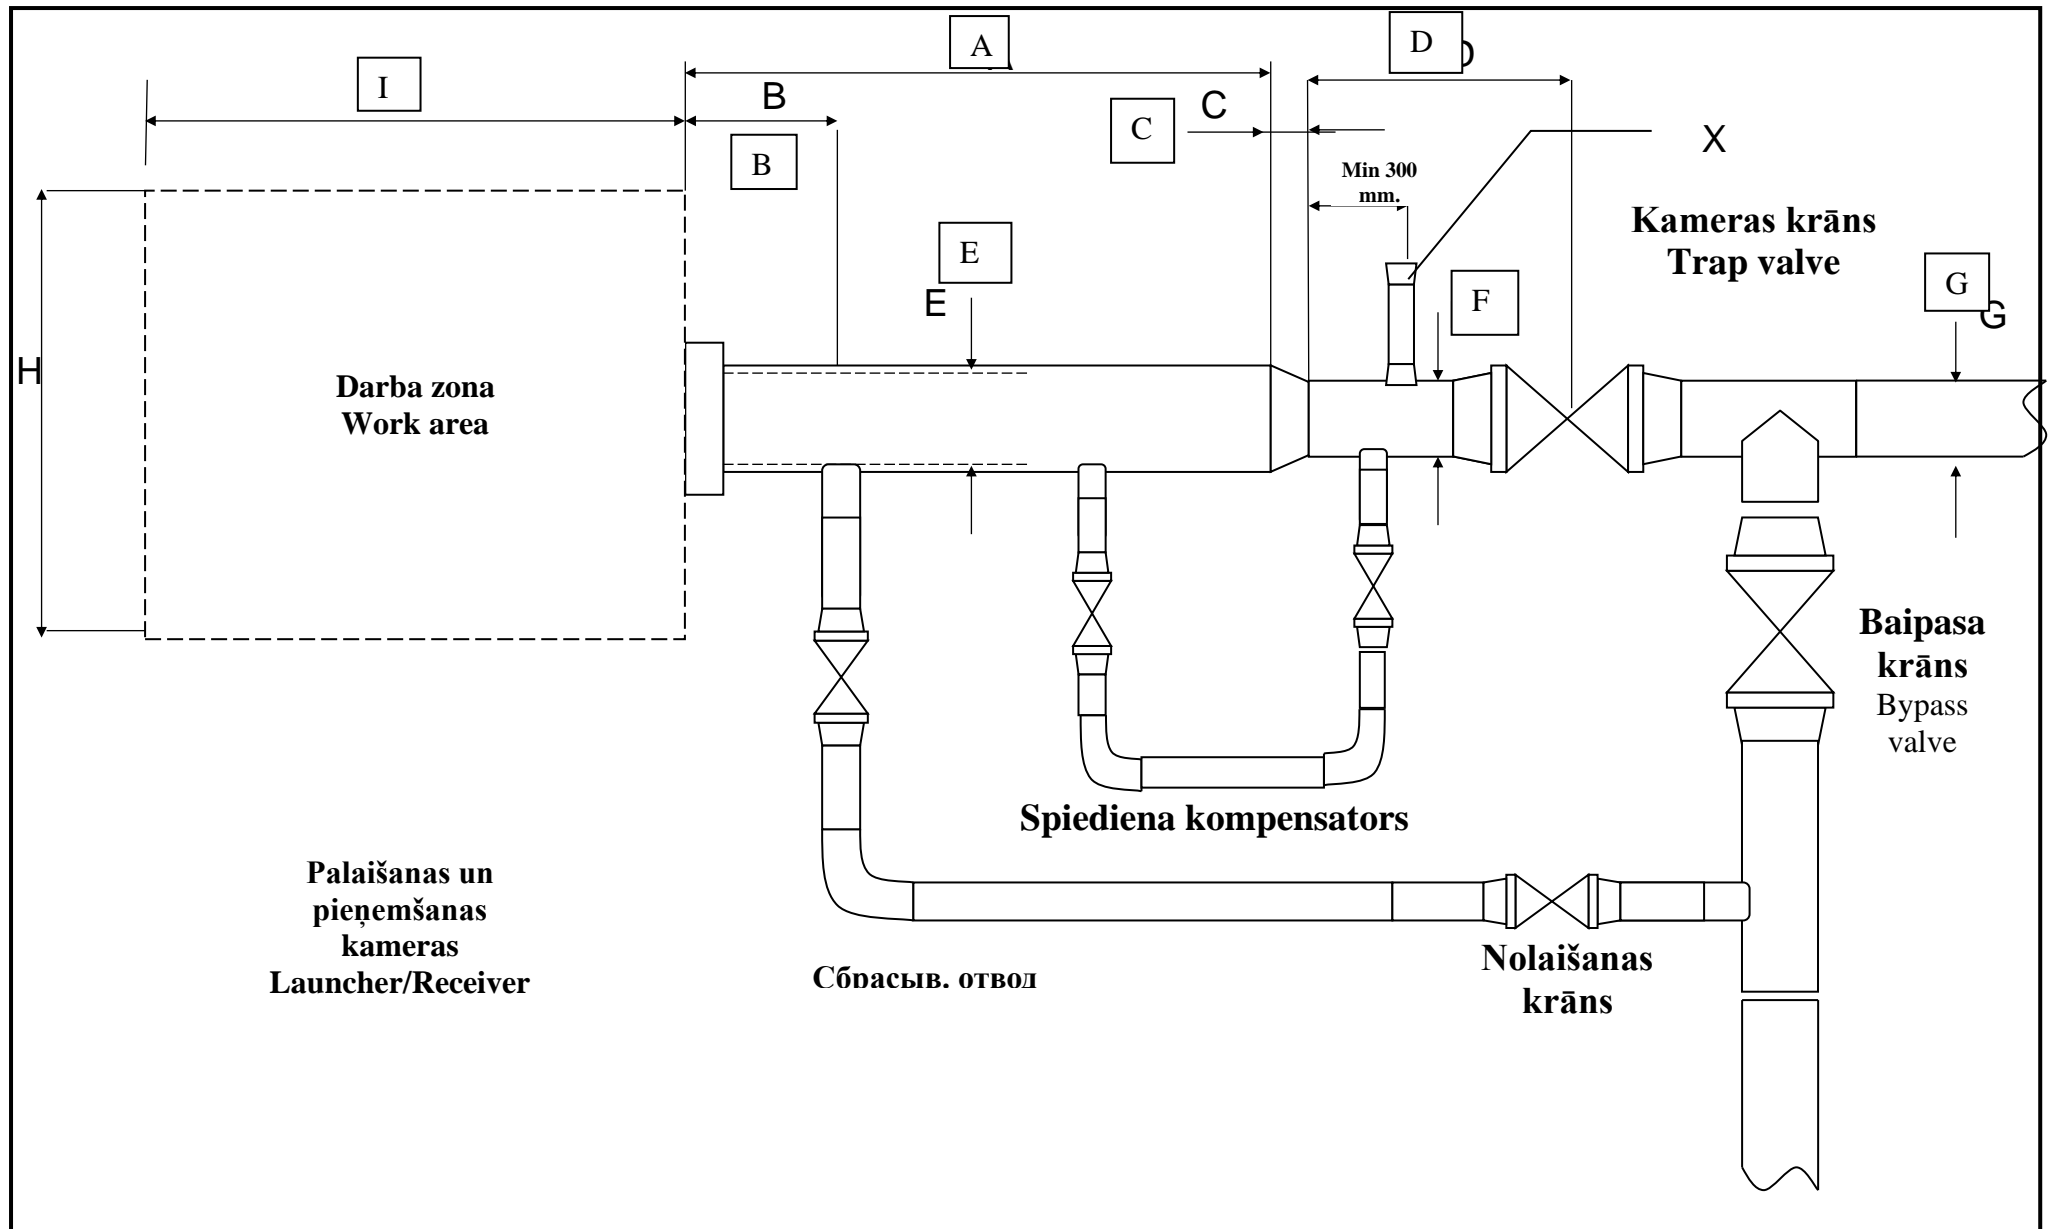 A
D
I
B
C
C
B
X
Min 300
mm.
Kameras krāns
Trap valve
E
E
F
G
G
H
Darba zona
Work area
Baipasa
krāns
Bypass
valve
Spiediena kompensators
Palaišanas un
pieņemšanas
kameras
Launcher/Receiver
Сбрасыв. отвод
Nolaišanas
krāns